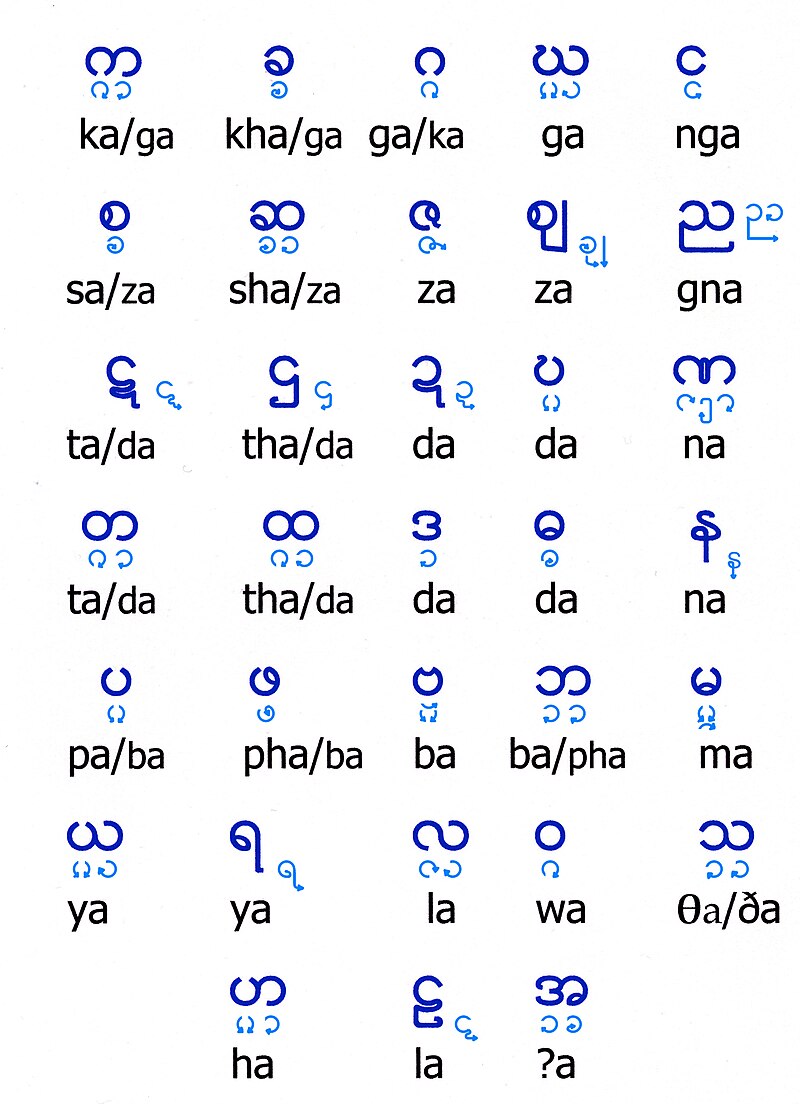 က ခ ဂ ဃ င
ka/ga kha/ga ga/ka ga nga
စ ဆ ဇ ဈ ည
sa/za sha/za za za gna
ဋ ဌ ဍ ဎ ဏ
ta/da tha/da da da na
တ ထ ဒ ဓ န
ta/da tha/da da da na
ပ ဖ ဗ ဘ မ
pa/ba pha/ba ba ba/pha ma
ယ ရ လ ဝ သ
ya ya la wa θa/ða
ဟ ဠ အ
ha la ?a